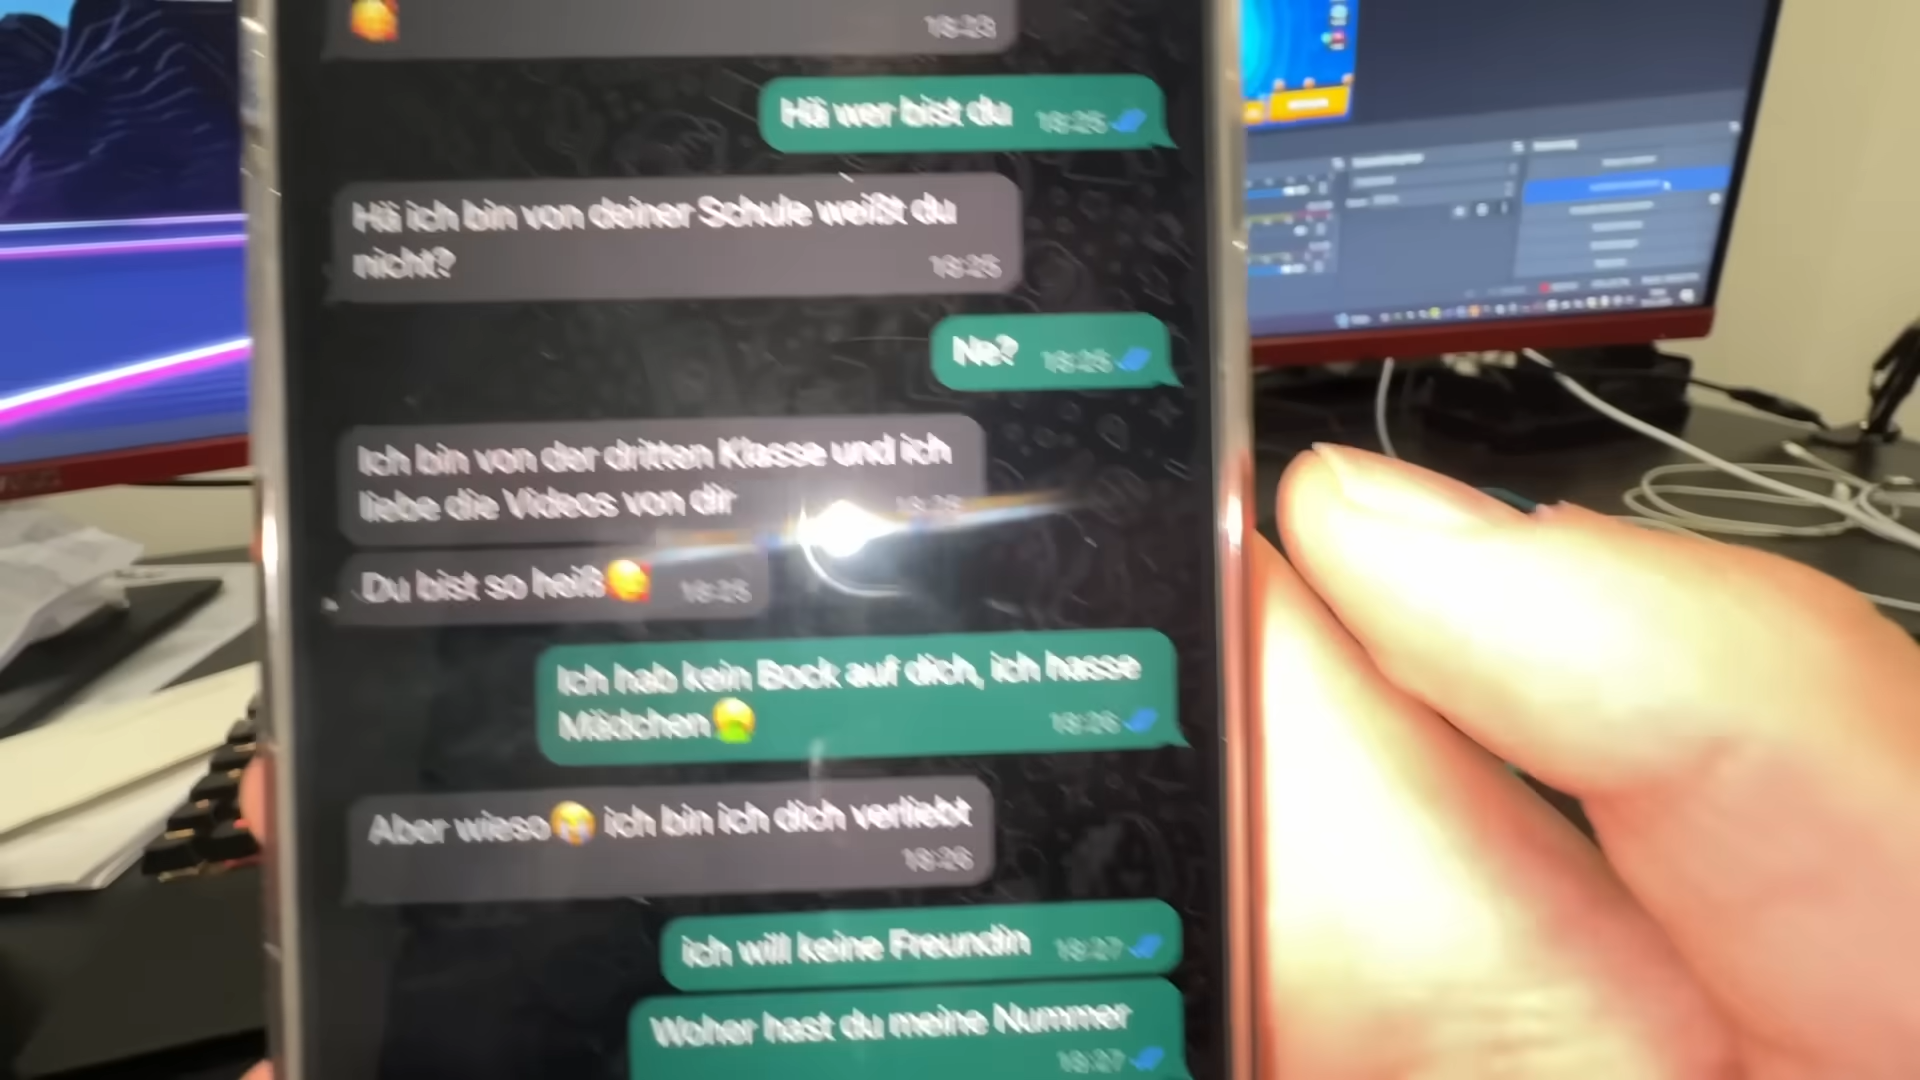 18:23
Hä wer bist du 18:25
Hä ich bin von deiner Schule weißt du
nicht?
18:25
Ne? 18:25
Ich bin von der dritten Klasse und ich
liebe die Videos von dir
Du bist so heiß🥰 18:25
Ich hab kein Bock auf dich, ich hasse
Mädchen🤮 18:26
Aber wieso😭 ich bin ich dich verliebt
18:26
ich will keine Freundin 18:27
Woher hast du meine Nummer
18:27